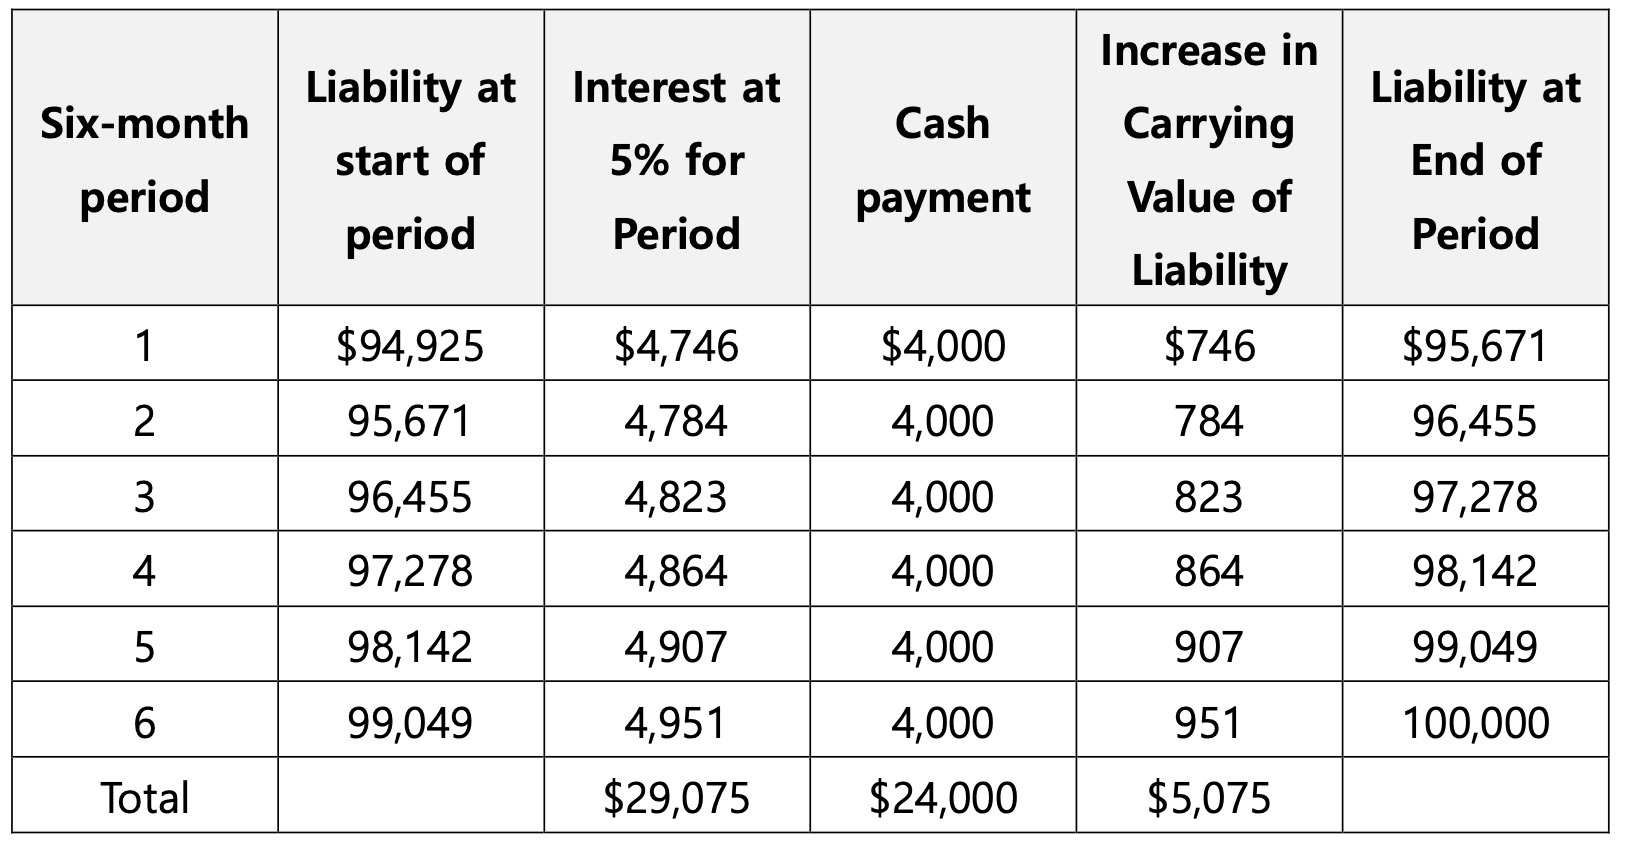 Six-month period
Liability at start of period
Interest at 5% for Period
Cash payment
Increase in Carrying Value of Liability
Liability at End of Period
1 $94,925 $4,746 $4,000 $746 $95,671
2 95,671 4,784 4,000 784 96,455
3 96,455 4,823 4,000 823 97,278
4 97,278 4,864 4,000 864 98,142
5 98,142 4,907 4,000 907 99,049
6 99,049 4,951 4,000 951 100,000
Total $29,075 $24,000 $5,075